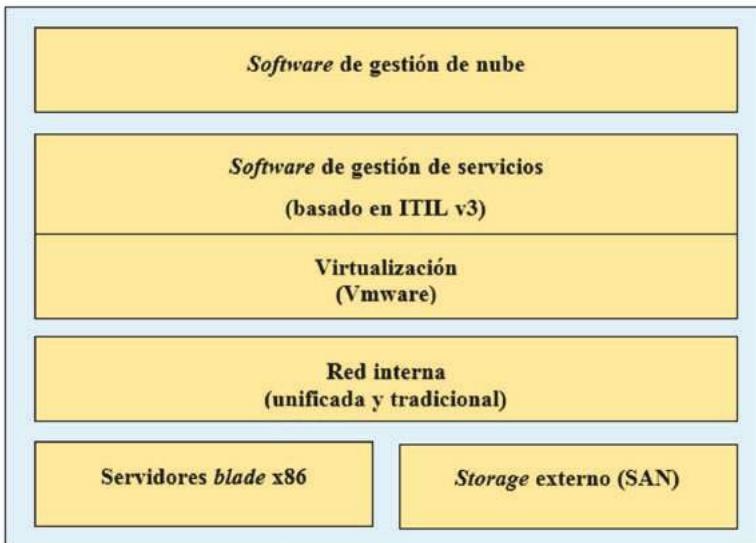 Software de gestión de nube
Software de gestión de servicios
(basado en ITIL v3)
Virtualización
(Vmware)
Red interna
(unificada y tradicional)
Servidores blade x86
Storage externo (SAN)